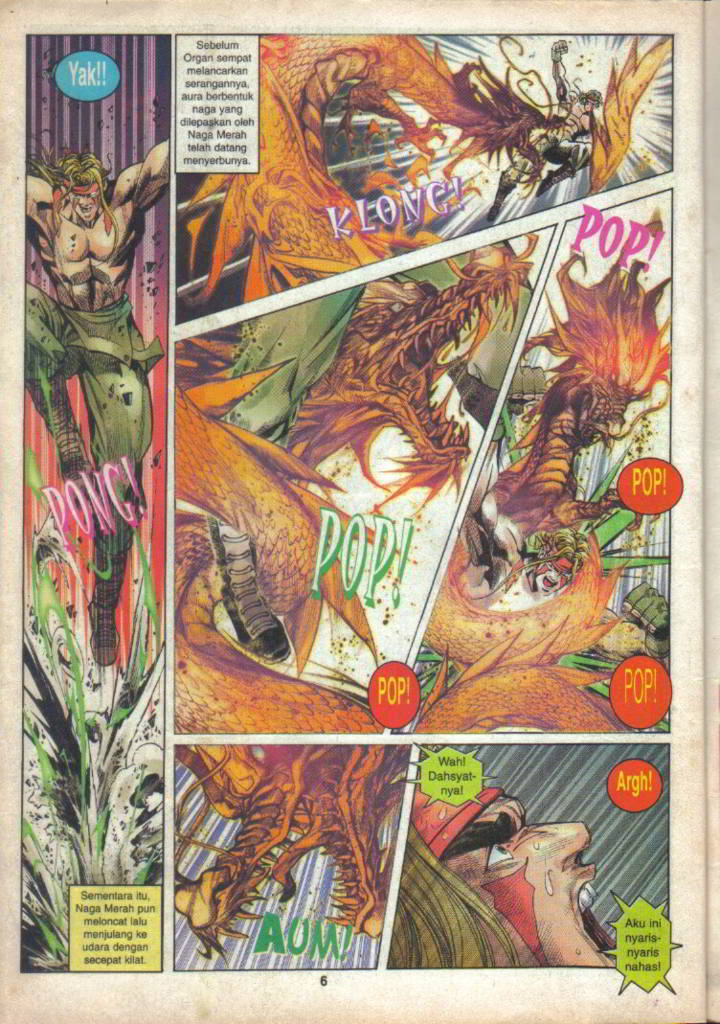 Yak!!
PONG!
Sementara itu,
Naga Merah pun
meloncat lalu
menjulang ke
udara dengan
secepat kilat.
Sebelum
Organ sempat
melancarkan
serangannya,
aura berbentuk
naga yang
dilepaskan oleh
Naga Merah
telah datang
menyerbunya.
KLONG!
POP!
POP!
POP!
POP!
POP!
AUM!
Wah!
Dahsyat-
nya!
Argh!
Aku ini
nyaris-
nyaris
nahas!
6